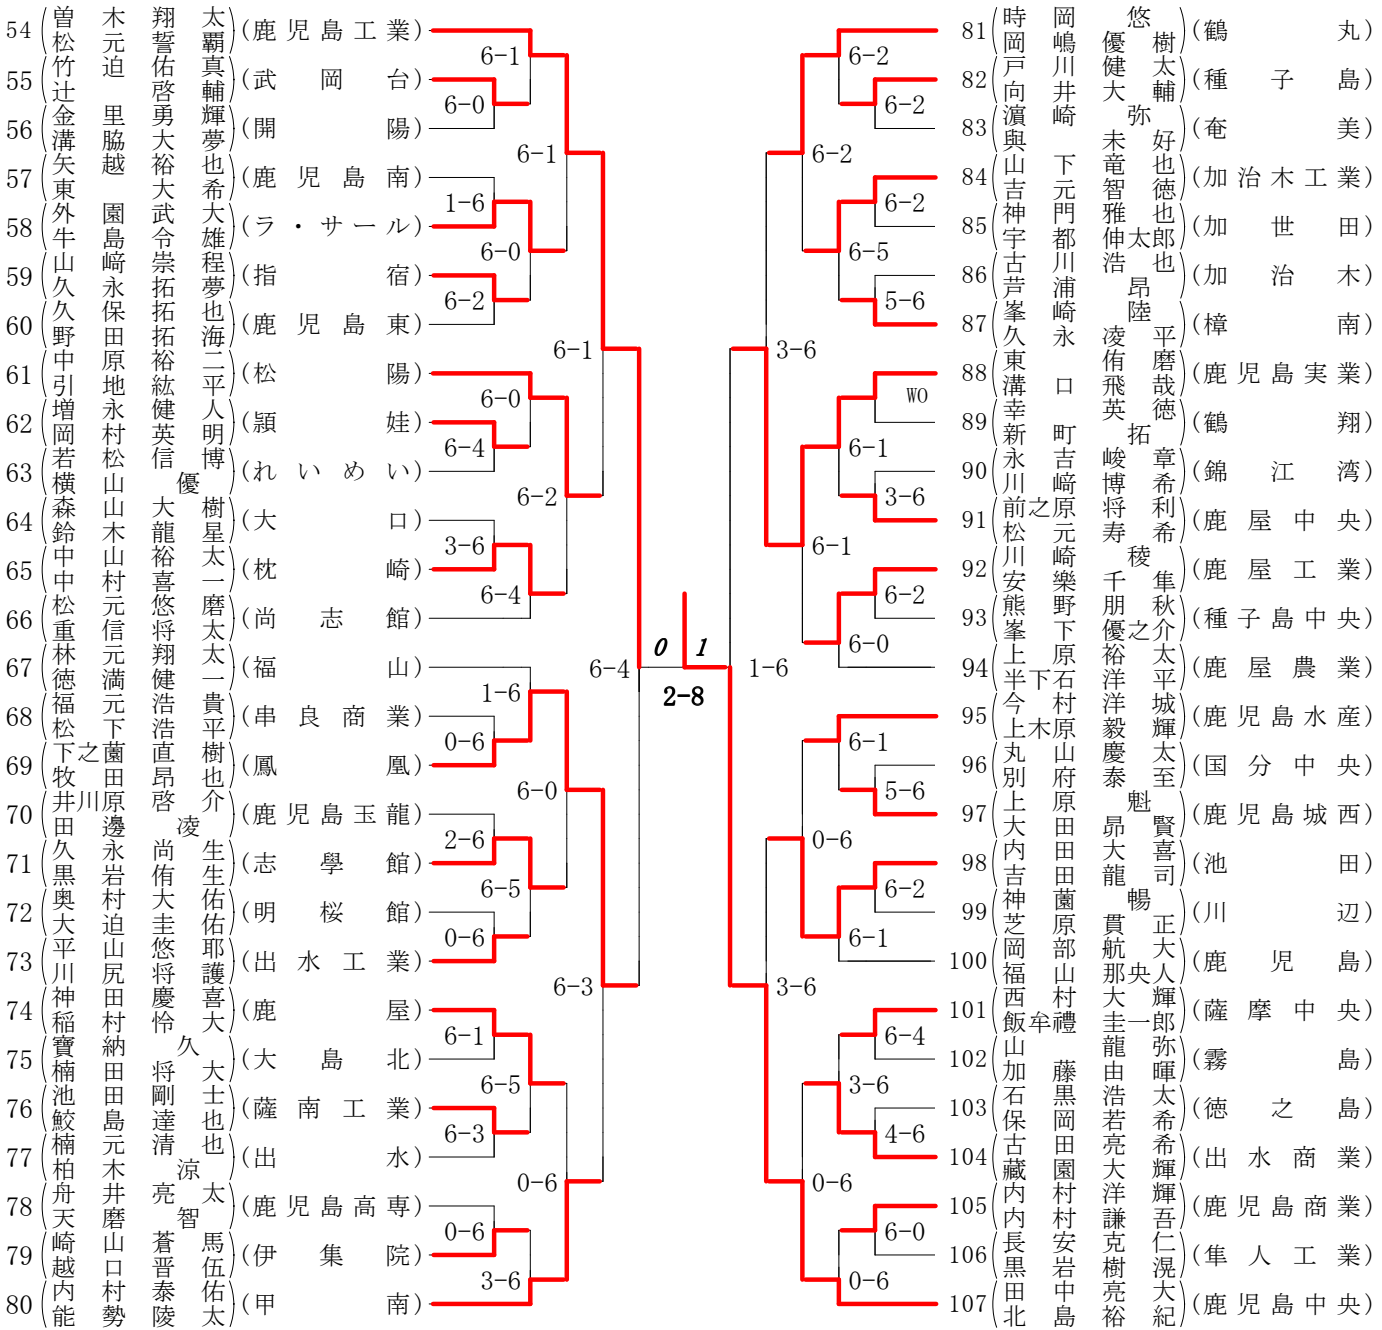 54 曽木翔太 松元誓覇 (鹿児島工業)
55 竹迫佑真 辻啓輔 (武岡台)
56 金里勇輝 溝脇大夢 (開陽)
57 矢越裕也 東大希 (鹿児島南)
58 外園武大 牛島令雄 (ラ・サール)
59 山﨑崇程 久永拓夢 (指宿)
60 久保拓也 野田拓海 (鹿児島東)
61 中原裕二 引地紘平 (松陽)
62 増永健人 岡村英明 (頴娃)
63 若松信博 横山優 (れいめい)
64 森山大樹 鈴木龍星 (大口)
65 中山裕太 中村喜一 (枕崎)
66 松元悠磨 重信将太 (尚志館)
67 林元翔太 徳満健一 (福山)
68 福元浩貴 松下浩平 (串良商業)
69 下之薗直樹 牧田昂也 (鳳凰)
70 井川原啓介 田邊凌 (鹿児島玉龍)
71 久永尚生 黒岩侑生 (志學館)
72 奥村大佑 大迫圭佑 (明桜館)
73 平山悠耶 川尻将護 (出水工業)
74 神田慶喜 稲村怜大 (鹿屋)
75 寶納久 楠田将大 (大島北)
76 池田剛士 鮫島達也 (薩南工業)
77 楠元清也 柏木涼 (出水)
78 舟井亮太 天磨智 (鹿児島高専)
79 崎山蒼馬 越口晋伍 (伊集院)
80 内村泰佑 能勢陵太 (甲南)
6-1
6-0
6-1
1-6
6-0
6-2
6-1
6-0
6-4
6-2
3-6
6-4
6-4
1-6
0-6
6-0
2-6
6-5
0-6
6-3
6-1
6-5
6-3
0-6
0-6
3-6
0 1
2-8
6-2
6-2
6-2
6-2
6-5
5-6
3-6
WO
6-1
3-6
6-1
6-2
6-0
1-6
6-1
5-6
0-6
6-2
6-1
3-6
6-4
3-6
4-6
0-6
6-0
0-6
81 時岡悠 岡嶋優樹 (鶴丸)
82 戸川健太 向井大輔 (種子島)
83 濵崎弥 與未好 (奄美)
84 山下竜也 吉元智徳 (加治木工業)
85 神門雅也 宇都伸太郎 (加世田)
86 古川浩也 芦浦昂 (加治木)
87 峯崎陸 久永凌平 (樟南)
88 東侑磨 溝口飛哉 (鹿児島実業)
89 幸英徳 新町拓 (鶴翔)
90 永吉峻章 川﨑博希 (錦江湾)
91 前之原将利 松元寿希 (鹿屋中央)
92 川崎稜 安樂千隼 (鹿屋工業)
93 熊野朋秋 峯下優之介 (種子島中央)
94 上原裕太 半下石洋平 (鹿屋農業)
95 今村洋城 上木原毅輝 (鹿児島水産)
96 丸山慶太 別府泰至 (国分中央)
97 上原魁 大田昴賢 (鹿児島城西)
98 内田大喜 吉田龍司 (池田)
99 神薗暢 芝原貫正 (川辺)
100 岡部航大 福山那央人 (鹿児島)
101 西村大輝 飯牟禮圭一郎 (薩摩中央)
102 山龍弥 加藤由暉 (霧島)
103 石黒浩太 保岡若希 (徳之島)
104 古田亮希 藏園大輝 (出水商業)
105 内村洋輝 内村謙吾 (鹿児島商業)
106 長安克仁 黒岩樹滉 (隼人工業)
107 田中亮大 北島裕紀 (鹿児島中央)